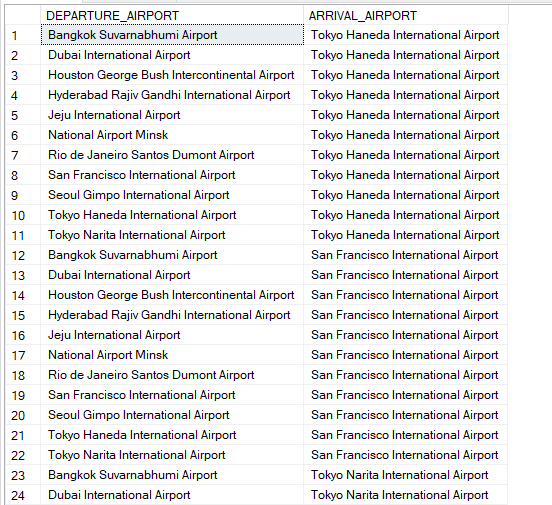 DEPARTURE_AIRPORT ARRIVAL_AIRPORT
1 Bangkok Suvarnabhumi Airport Tokyo Haneda International Airport
2 Dubai International Airport Tokyo Haneda International Airport
3 Houston George Bush Intercontinental Airport Tokyo Haneda International Airport
4 Hyderabad Rajiv Gandhi International Airport Tokyo Haneda International Airport
5 Jeju International Airport Tokyo Haneda International Airport
6 National Airport Minsk Tokyo Haneda International Airport
7 Rio de Janeiro Santos Dumont Airport Tokyo Haneda International Airport
8 San Francisco International Airport Tokyo Haneda International Airport
9 Seoul Gimpo International Airport Tokyo Haneda International Airport
10 Tokyo Haneda International Airport Tokyo Haneda International Airport
11 Tokyo Narita International Airport Tokyo Haneda International Airport
12 Bangkok Suvarnabhumi Airport San Francisco International Airport
13 Dubai International Airport San Francisco International Airport
14 Houston George Bush Intercontinental Airport San Francisco International Airport
15 Hyderabad Rajiv Gandhi International Airport San Francisco International Airport
16 Jeju International Airport San Francisco International Airport
17 National Airport Minsk San Francisco International Airport
18 Rio de Janeiro Santos Dumont Airport San Francisco International Airport
19 San Francisco International Airport San Francisco International Airport
20 Seoul Gimpo International Airport San Francisco International Airport
21 Tokyo Haneda International Airport San Francisco International Airport
22 Tokyo Narita International Airport San Francisco International Airport
23 Bangkok Suvarnabhumi Airport Tokyo Narita International Airport
24 Dubai International Airport Tokyo Narita International Airport